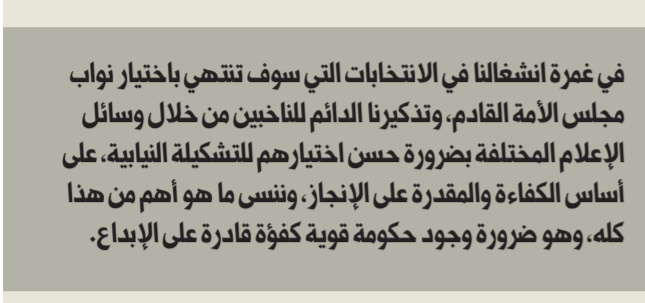 في غمرة انشغالنا في الانتخابات التي سوف تنتهي باختيار نواب
مجلس الأمة القادم، وتذكيرنا الدائم للناخبين من خلال وسائل
الإعلام المختلفة بضرورة حسن اختيارهم للتشكيلة النيابية، على
أساس الكفاءة والمقدرة على الإنجاز، وننسى ما هو أهم من هذا
كله، وهو ضرورة وجود حكومة قوية كفؤة قادرة على الإبداع.